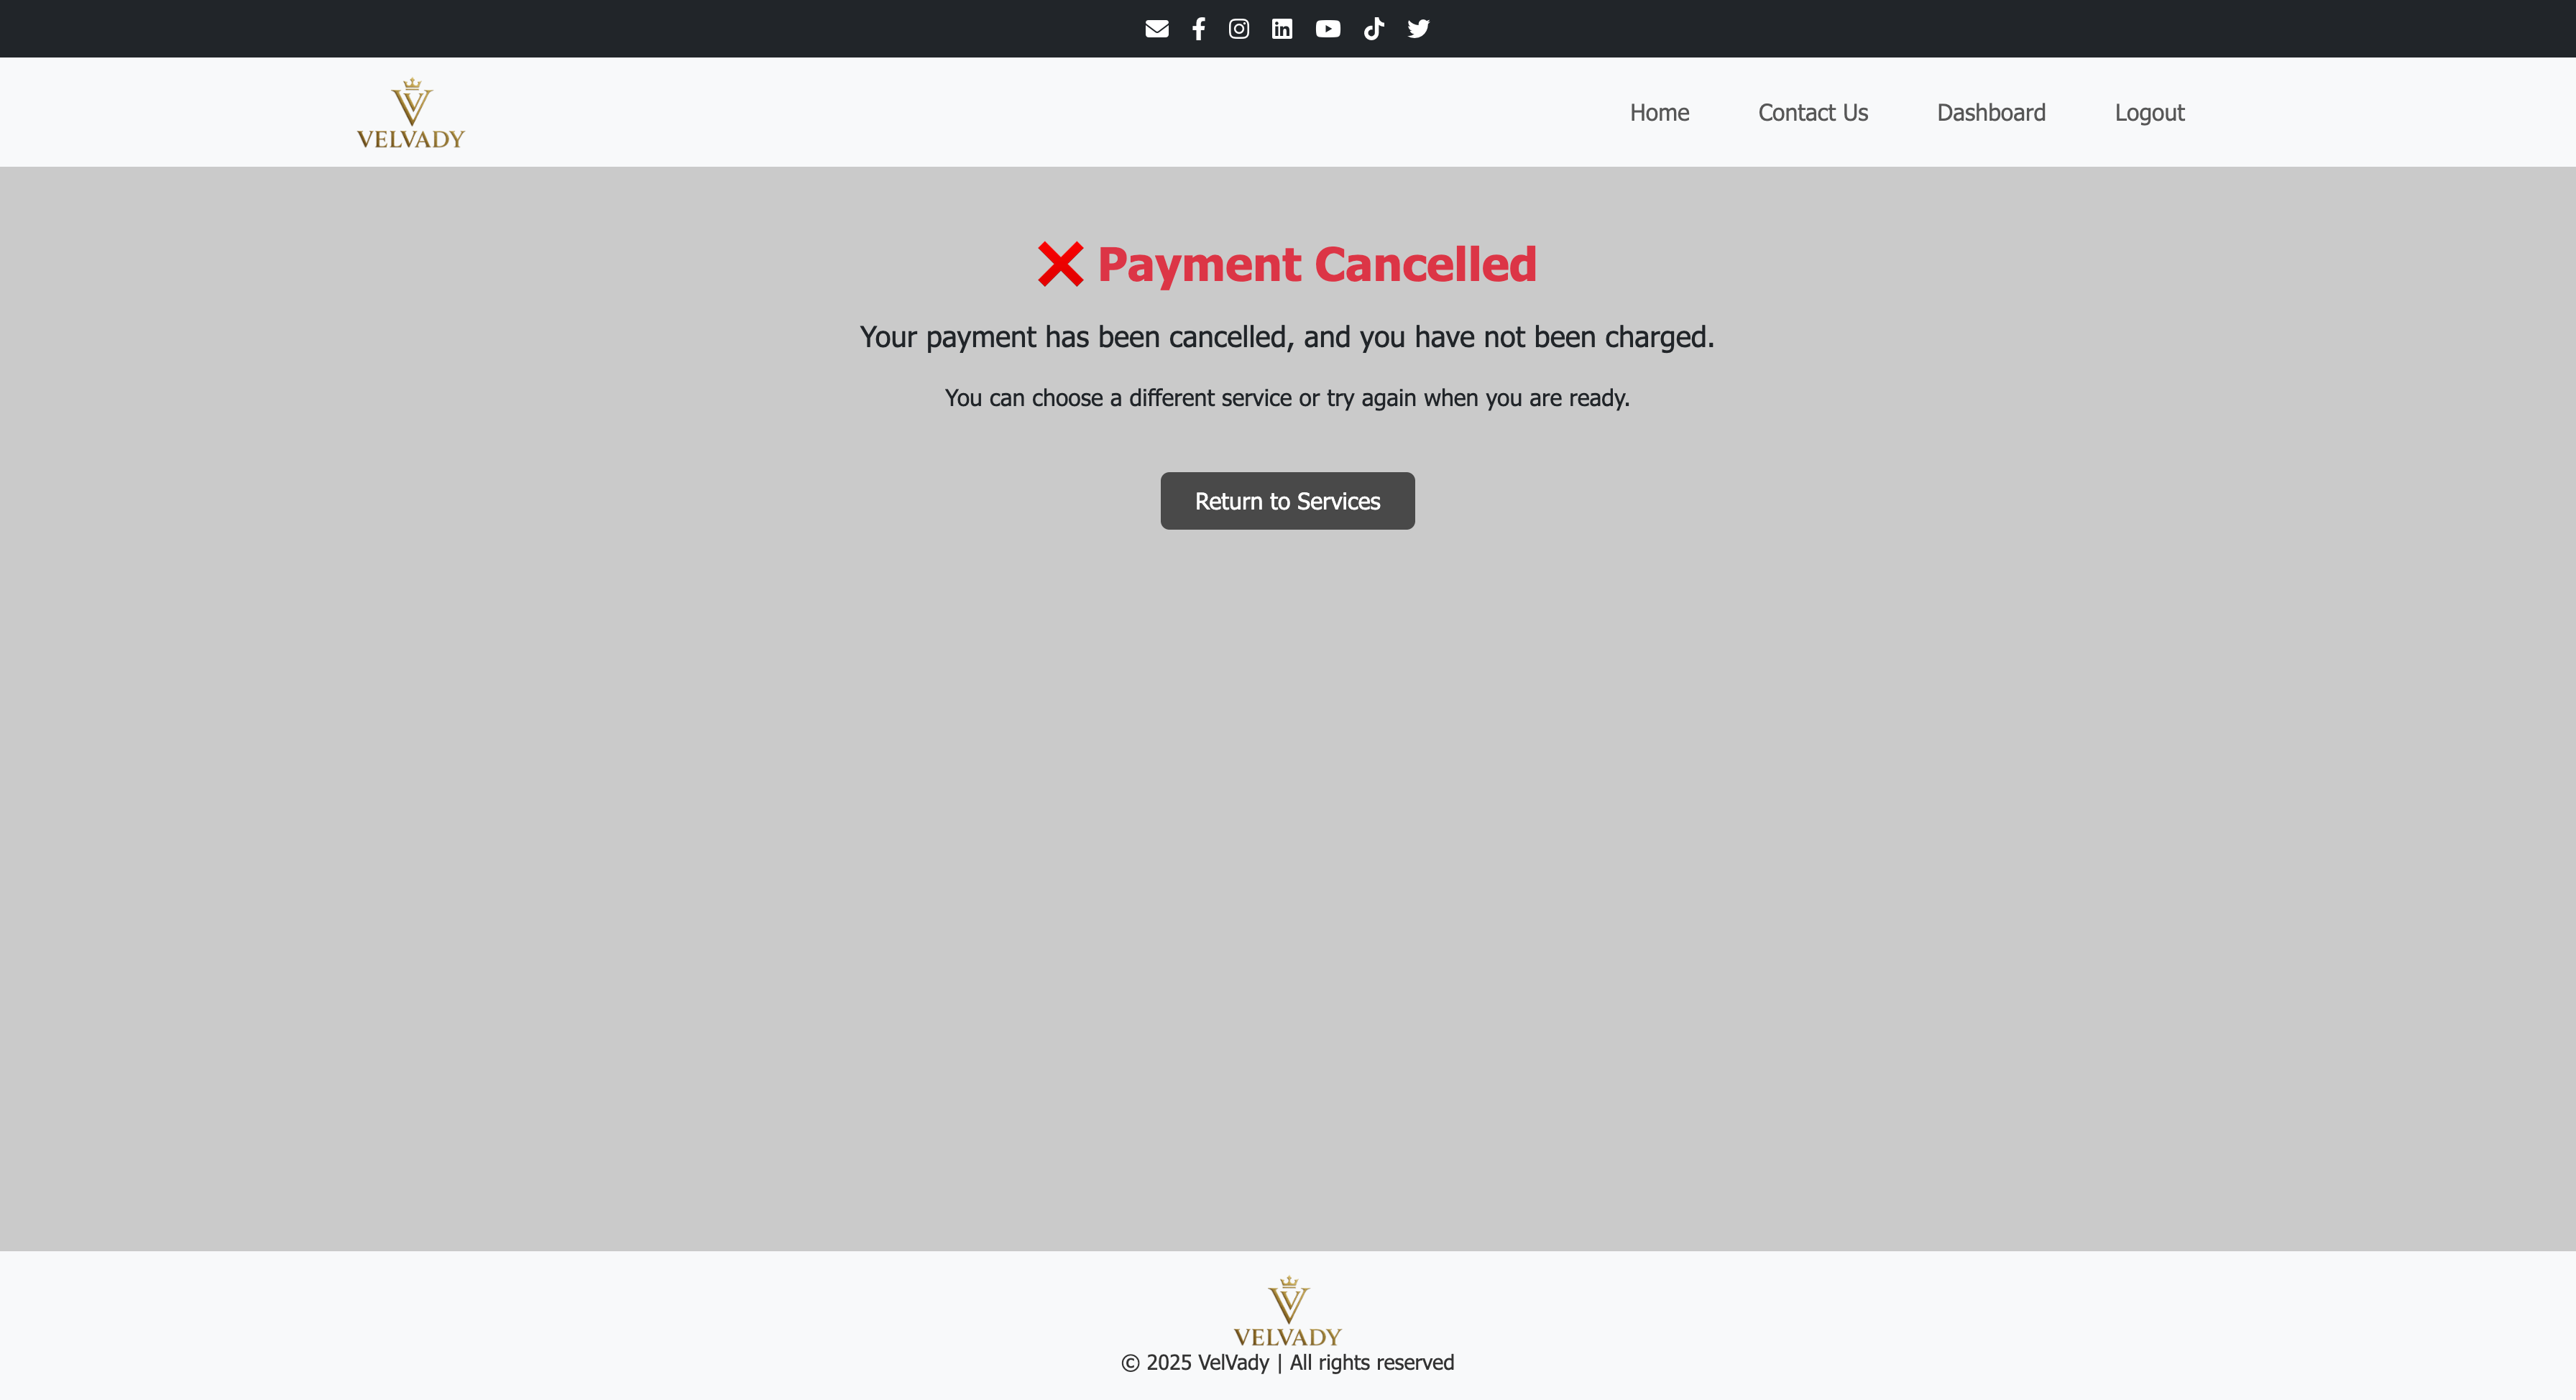 VELVADY
Home Contact Us Dashboard Logout
❌ Payment Cancelled
Your payment has been cancelled, and you have not been charged.
You can choose a different service or try again when you are ready.
Return to Services
VELVADY
© 2025 VelVady | All rights reserved